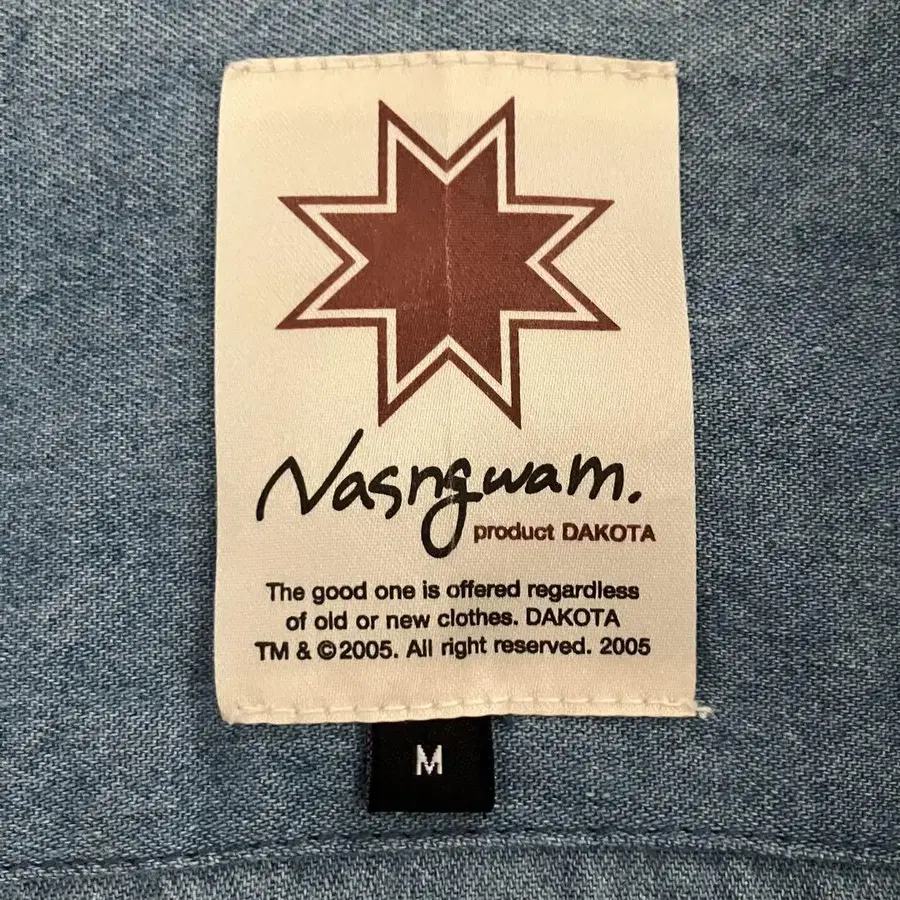 Nasngwam.
product DAKOTA
The good one is offered regardless
of old or new clothes. DAKOTA
TM & ©2005. All right reserved. 2005
M